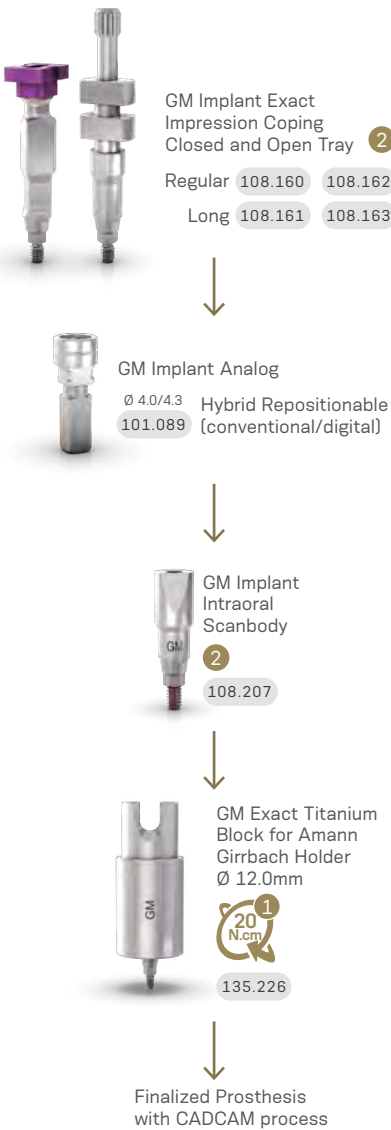 GM Implant Exact
Impression Coping
Closed and Open Tray 2
Regular 108.160 108.162
Long 108.161 108.163
GM Implant Analog
Ø 4.0/4.3
101.089
Hybrid Repositionable
(conventional/digital)
GM Implant
Intraoral
Scanbody
GM
2
108.207
GM Exact Titanium
Block for Amann
Girrbach Holder
Ø 12.0mm
GM
1
20
N.cm
135.226
Finalized Prosthesis
with CADCAM process